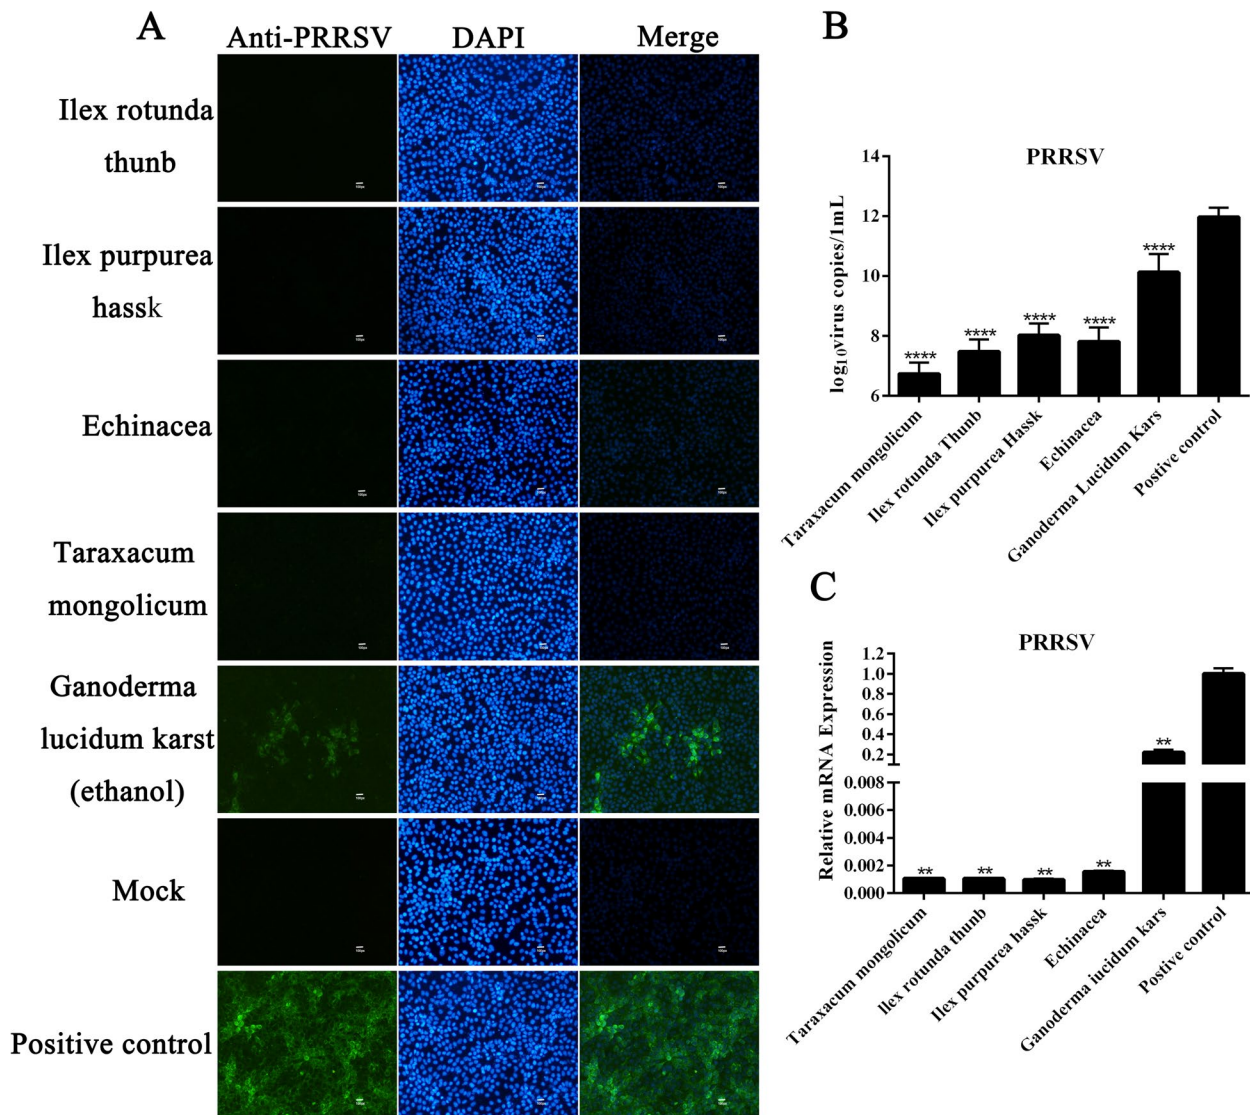 A
Anti-PRRSV DAPI Merge
Ilex rotunda
thunb
Ilex purpurea
hassk
Echinacea
Taraxacum
mongolicum
Ganoderma
lucidum karst
(ethanol)
Mock
Positive control
B
PRRSV
log10virus copies/1mL
14
12
10
8
6
****
****
****
****
****
Taraxacum mongolicum
Ilex rotunda Thunb
Ilex purpurea Hassk
Echinacea
Ganoderma Lucidum Kars
Postive control
C
PRRSV
Relative mRNA Expression
1.2
1.0
0.8
0.6
0.4
0.2
0.008
0.006
0.004
0.002
0.000
**
**
**
**
**
Taraxacum mongolicum
Ilex rotunda thunb
Ilex purpurea hassk
Echinacea
Ganoderma iucidum kars
Postive control